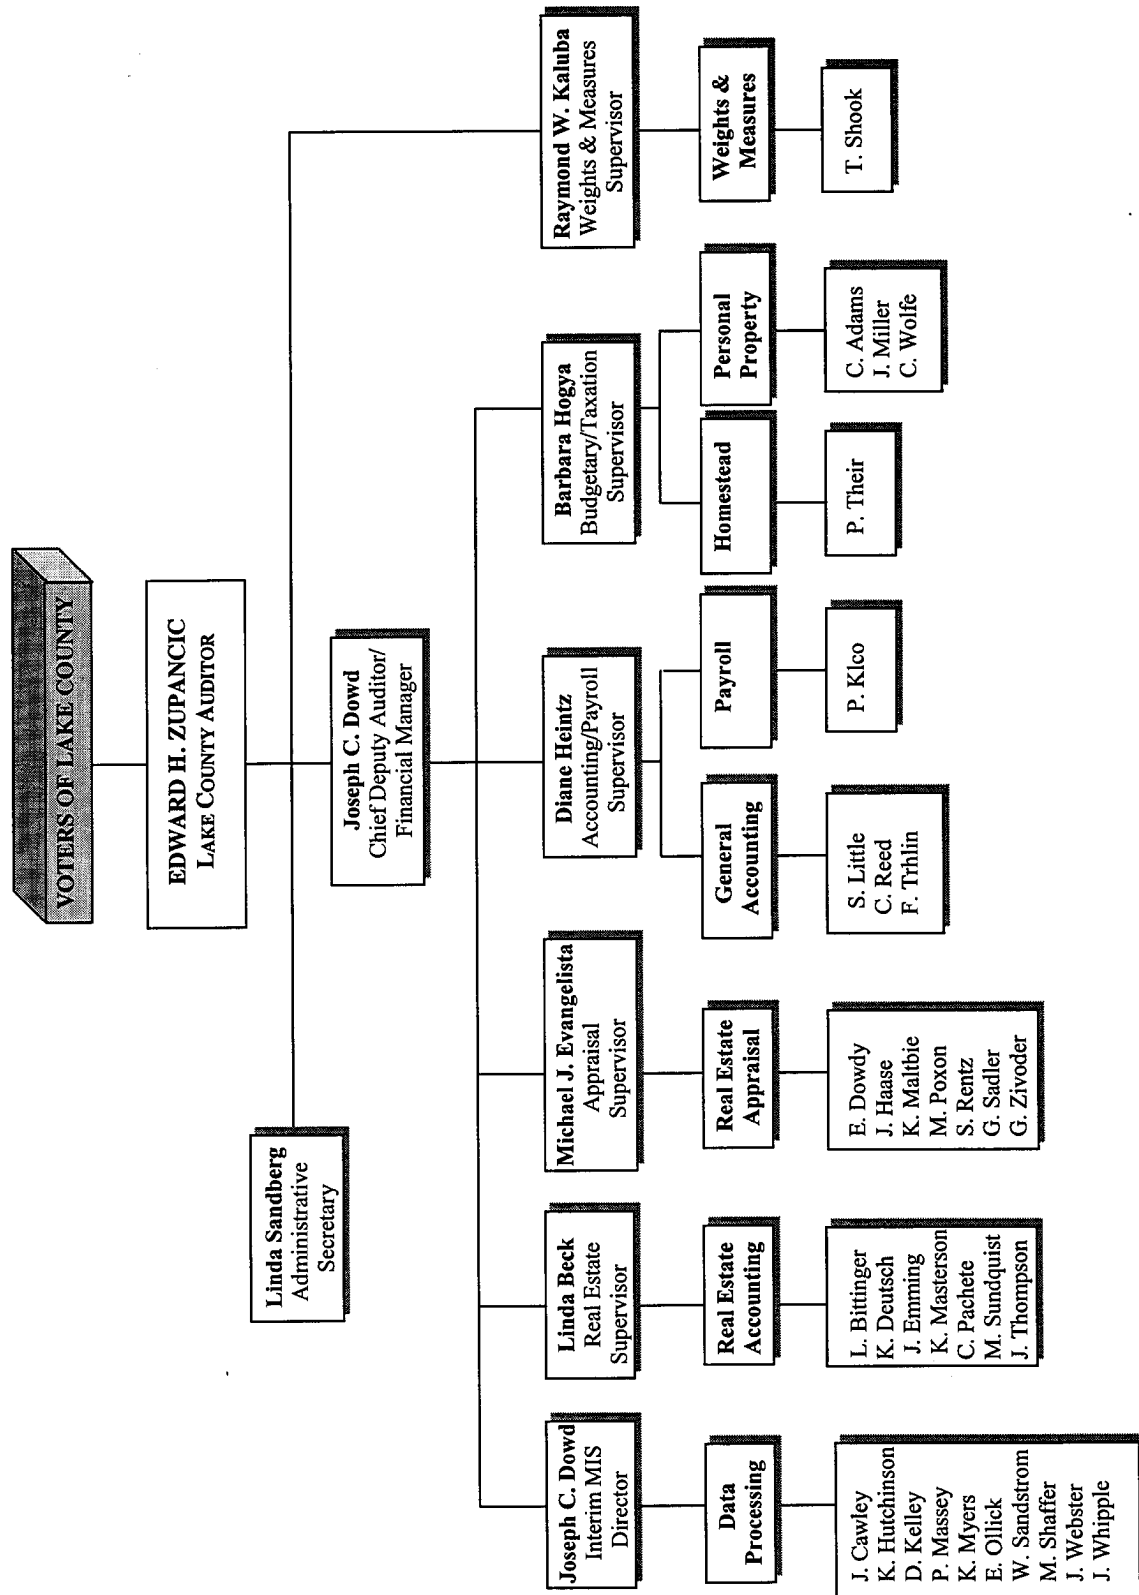 VOTERS OF LAKE COUNTY
EDWARD H. ZUPANCIC
LAKE COUNTY AUDITOR
Linda Sandberg
Administrative
Secretary
Joseph C. Dowd
Chief Deputy Auditor/
Financial Manager
Joseph C. Dowd
Interim MIS
Director
Linda Beck
Real Estate
Supervisor
Michael J. Evangelista
Appraisal
Supervisor
Diane Heintz
Accounting/Payroll
Supervisor
Barbara Hogya
Budgetary/Taxation
Supervisor
Raymond W. Kaluba
Weights & Measures
Supervisor
Data
Processing
Real Estate
Accounting
Real Estate
Appraisal
General
Accounting
Payroll
Homestead
Personal
Property
Weights &
Measures
J. Cawley
K. Hutchinson
D. Kelley
P. Massey
K. Myers
E. Ollick
W. Sandstrom
M. Shaffer
J. Webster
J. Whipple
L. Bittinger
K. Deutsch
J. Emming
K. Masterson
C. Pachete
M. Sundquist
J. Thompson
E. Dowdy
J. Haase
K. Maltbie
M. Poxon
S. Rentz
G. Sadler
G. Zivoder
S. Little
C. Reed
F. Trhlin
P. Klco
P. Their
C. Adams
J. Miller
C. Wolfe
T. Shook